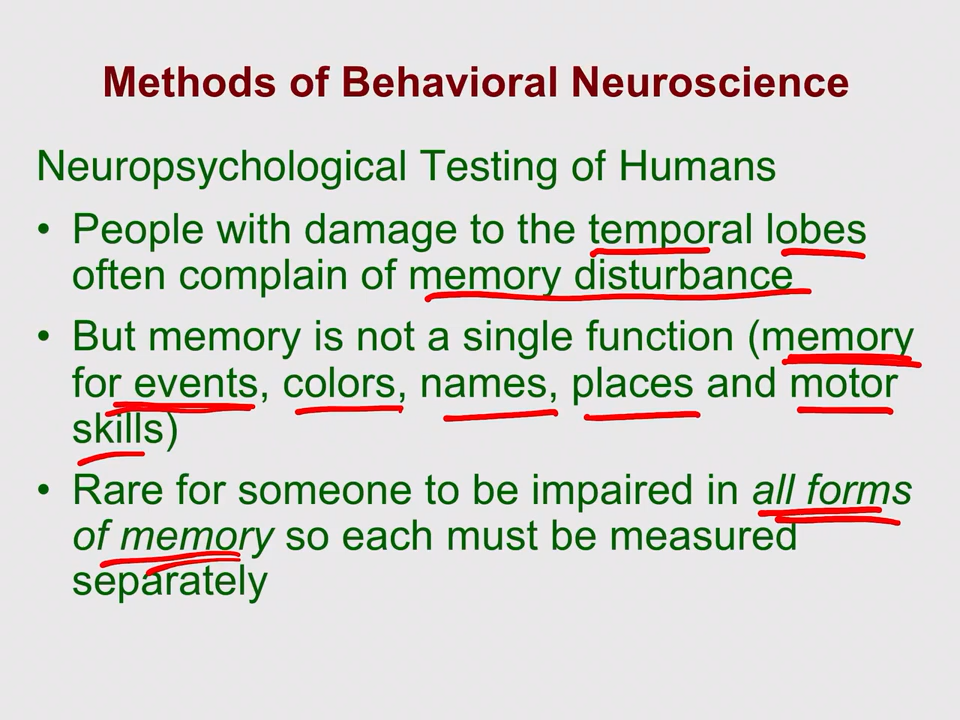 Methods of Behavioral Neuroscience
Neuropsychological Testing of Humans
• People with damage to the temporal lobes
often complain of memory disturbance
• But memory is not a single function (memory
for events, colors, names, places and motor
skills)
• Rare for someone to be impaired in all forms
of memory so each must be measured
separately